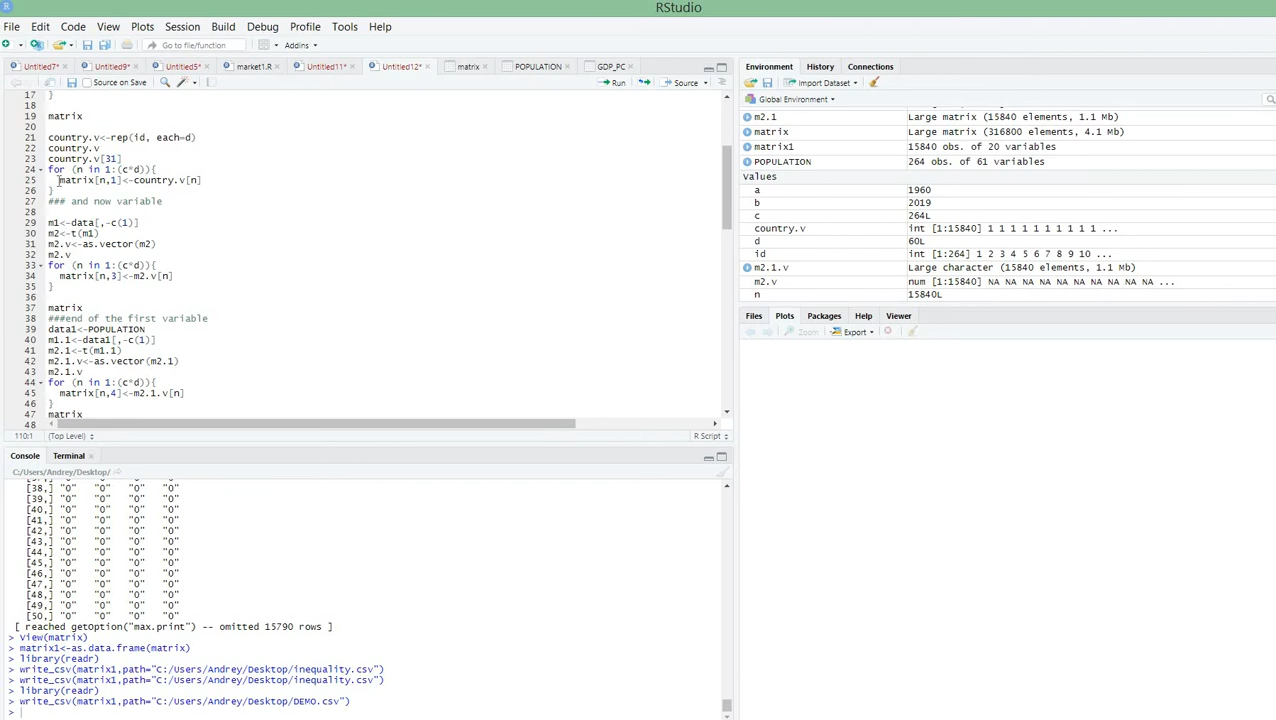 RStudio
File Edit Code View Plots Session Build Debug Profile Tools Help
Go to file/function Addins
Untitled7* Untitled9* Untitled5* market1.R Untitled11* Untitled12* matrix POPULATION GDP_PC
Source on Save Run Source
17 }
18
19 matrix
20
21 country.v<-rep(id, each=d)
22 country.v
23 country.v[31]
24 for (n in 1:(c*d)){
25 matrix[n,1]<-country.v[n]
26 }
27 ### and now variable
28
29 m1<-data[,-c(1)]
30 m2<-t(m1)
31 m2.v<-as.vector(m2)
32 m2.v
33 for (n in 1:(c*d)){
34 matrix[n,3]<-m2.v[n]
35 }
36
37 matrix
38 ###end of the first variable
39 data1<-POPULATION
40 m1.1<-data1[,-c(1)]
41 m2.1<-t(m1.1)
42 m2.1.v<-as.vector(m2.1)
43 m2.1.v
44 for (n in 1:(c*d)){
45 matrix[n,4]<-m2.1.v[n]
46 }
47 matrix
48
110:1 (Top Level) R Script
Console Terminal
C:/Users/Andrey/Desktop/
[37,] "0" "0" "0" "0"
[38,] "0" "0" "0" "0"
[39,] "0" "0" "0" "0"
[40,] "0" "0" "0" "0"
[41,] "0" "0" "0" "0"
[42,] "0" "0" "0" "0"
[43,] "0" "0" "0" "0"
[44,] "0" "0" "0" "0"
[45,] "0" "0" "0" "0"
[46,] "0" "0" "0" "0"
[47,] "0" "0" "0" "0"
[48,] "0" "0" "0" "0"
[49,] "0" "0" "0" "0"
[50,] "0" "0" "0" "0"
[ reached getOption("max.print") -- omitted 15790 rows ]
> View(matrix)
> matrix1<-as.data.frame(matrix)
> library(readr)
> write_csv(matrix1,path="C:/Users/Andrey/Desktop/inequality.csv")
> write_csv(matrix1,path="C:/Users/Andrey/Desktop/inequality.csv")
> library(readr)
> write_csv(matrix1,path="C:/Users/Andrey/Desktop/DEMO.csv")
>
Environment History Connections
Import Dataset
Global Environment
m2.1 Large matrix (15840 elements, 1.1 Mb)
matrix Large matrix (316800 elements, 4.1 Mb)
matrix1 15840 obs. of 20 variables
POPULATION 264 obs. of 61 variables
Values
a 1960
b 2019
c 264L
country.v int [1:15840] 1 1 1 1 1 1 1 1 1 1 ...
d 60L
id int [1:264] 1 2 3 4 5 6 7 8 9 10 ...
m2.1.v Large character (15840 elements, 1.1 Mb)
m2.v num [1:15840] NA NA NA NA NA NA NA NA NA NA ...
n 15840L
Files Plots Packages Help Viewer
Zoom Export